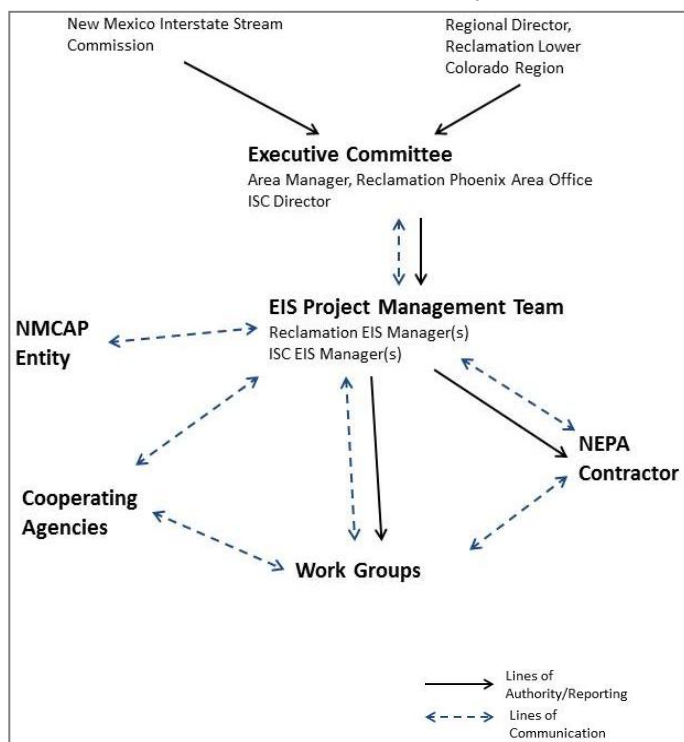 New Mexico Interstate Stream
Commission
Regional Director,
Reclamation Lower
Colorado Region
Executive Committee
Area Manager, Reclamation Phoenix Area Office
ISC Director
EIS Project Management Team
Reclamation EIS Manager(s)
ISC EIS Manager(s)
NMCAP
Entity
NEPA
Contractor
Cooperating
Agencies
Work Groups
Lines of
Authority/Reporting
Lines of
Communication